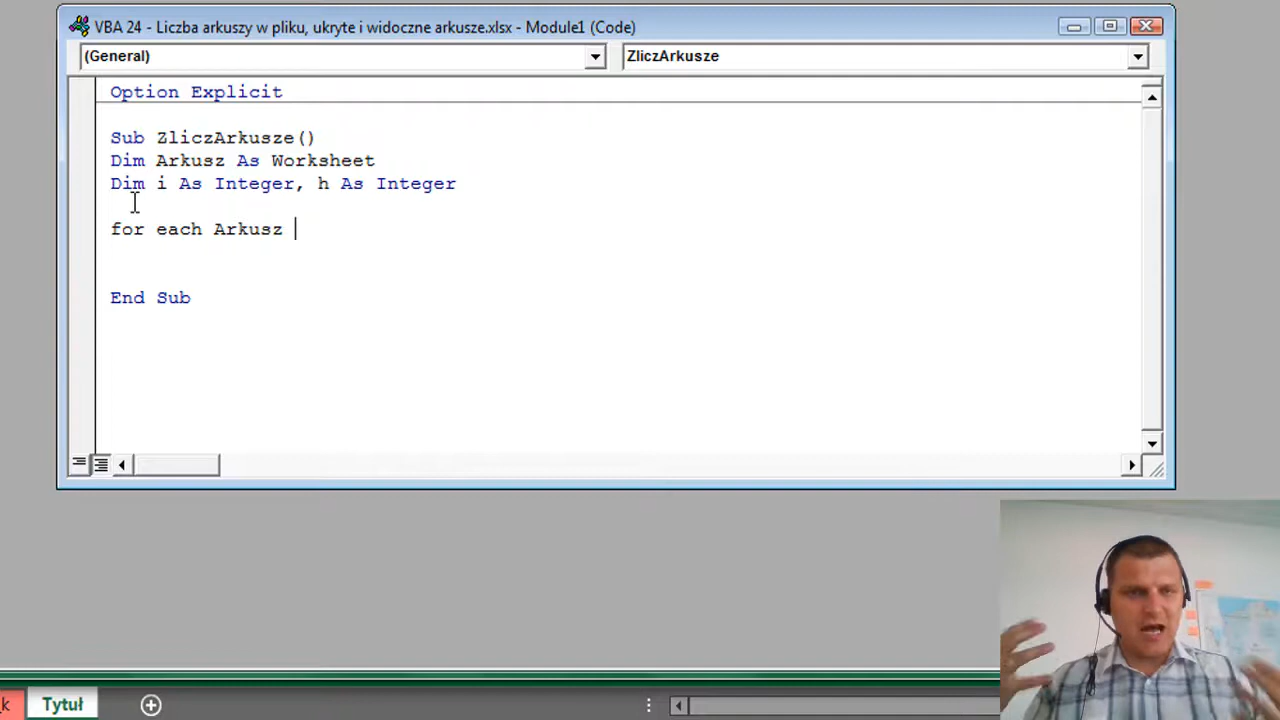 VBA 24 - Liczba arkuszy w pliku, ukryte i widoczne arkusze.xlsx - Module1 (Code)
(General) ZliczArkusze
Option Explicit
Sub ZliczArkusze()
Dim Arkusz As Worksheet
Dim i As Integer, h As Integer
for each Arkusz
End Sub
k Tytuł